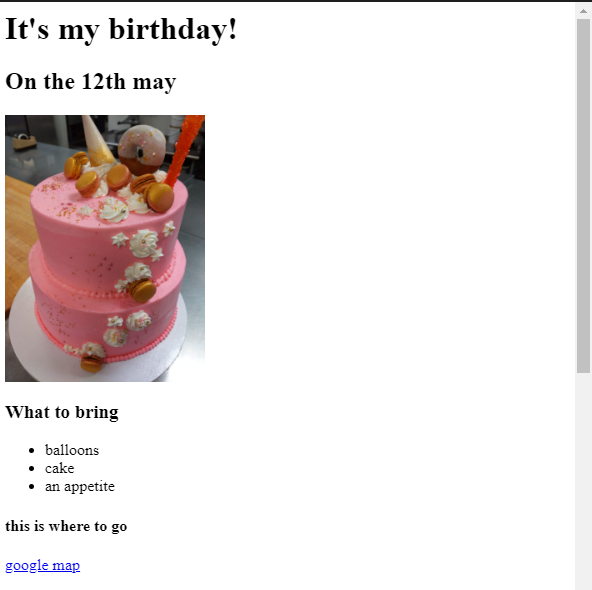 It's my birthday!
On the 12th may
What to bring
balloons
cake
an appetite
this is where to go
google map